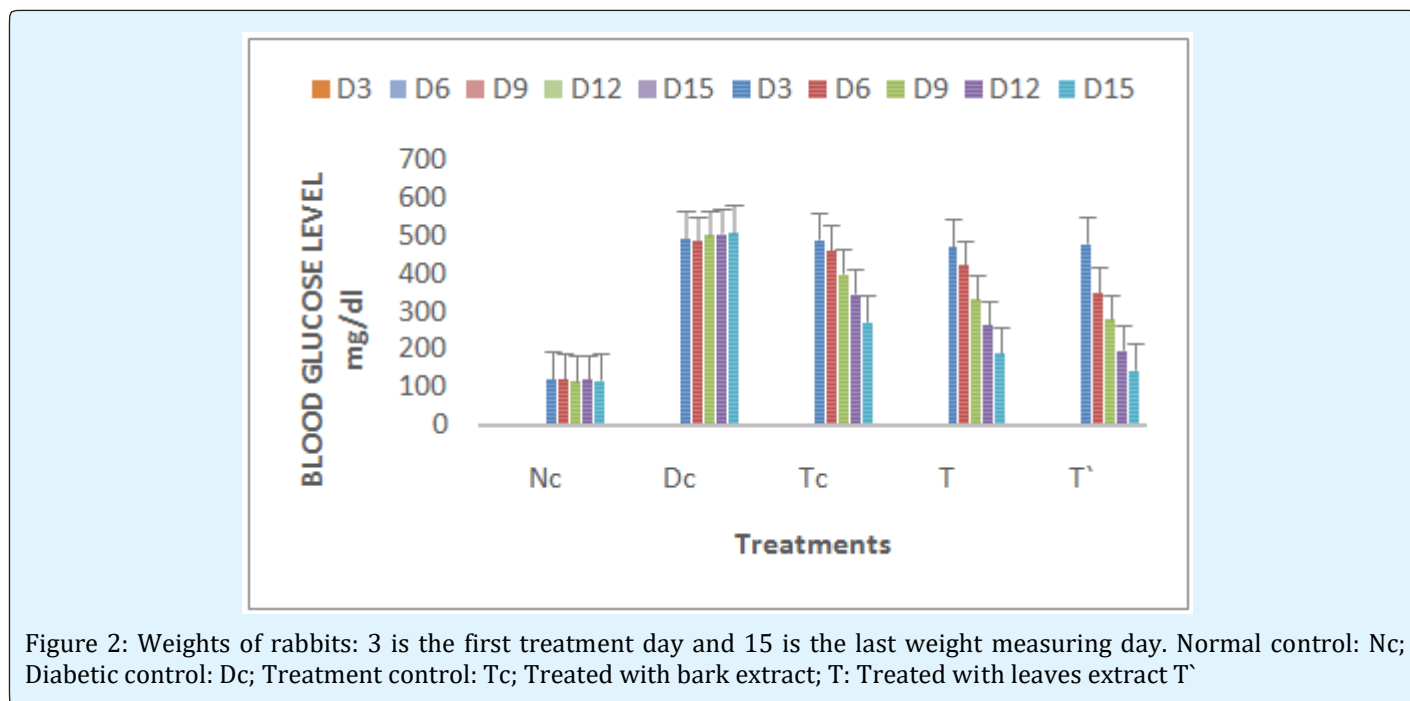 D3 D6 D9 D12 D15 D3 D6 D9 D12 D15
BLOOD GLUCOSE LEVEL
mg/dl
700
600
500
400
300
200
100
0
Nc Dc Tc T T`
Treatments
Figure 2: Weights of rabbits: 3 is the first treatment day and 15 is the last weight measuring day. Normal control: Nc;
Diabetic control: Dc; Treatment control: Tc; Treated with bark extract; T: Treated with leaves extract T`